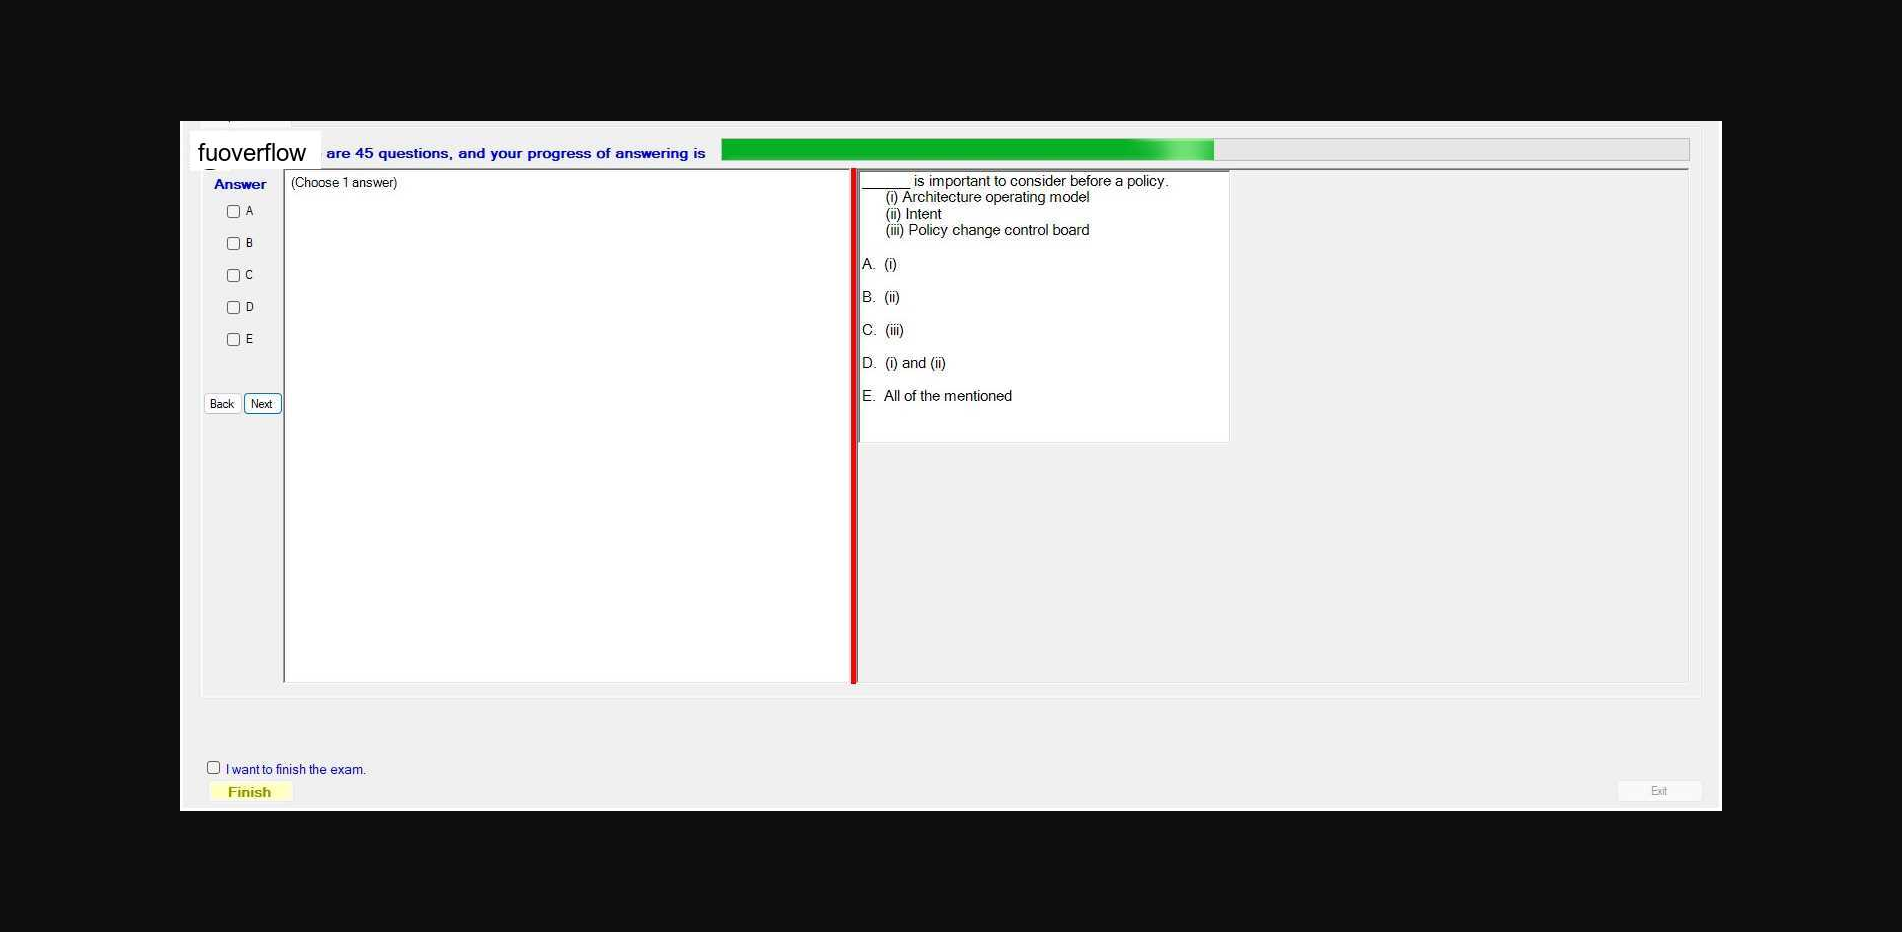 fuoverflow are 45 questions, and your progress of answering is
Answer
A
B
C
D
E
Back Next
(Choose 1 answer)
______ is important to consider before a policy.
(i) Architecture operating model
(ii) Intent
(iii) Policy change control board
A. (i)
B. (ii)
C. (iii)
D. (i) and (ii)
E. All of the mentioned
I want to finish the exam.
Finish
Exit